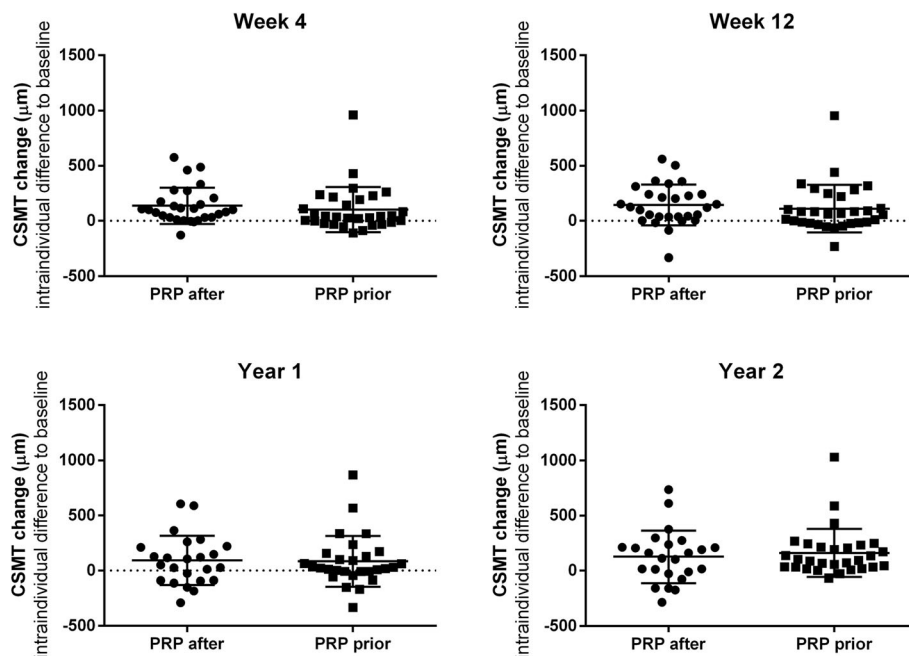 Week 4
CSMT change (μm)
intraindividual difference to baseline
1500
1000
500
0
-500
PRP after
PRP prior
Week 12
CSMT change (μm)
intraindividual difference to baseline
1500
1000
500
0
-500
PRP after
PRP prior
Year 1
CSMT change (μm)
intraindividual difference to baseline
1500
1000
500
0
-500
PRP after
PRP prior
Year 2
CSMT change (μm)
intraindividual difference to baseline
1500
1000
500
0
-500
PRP after
PRP prior